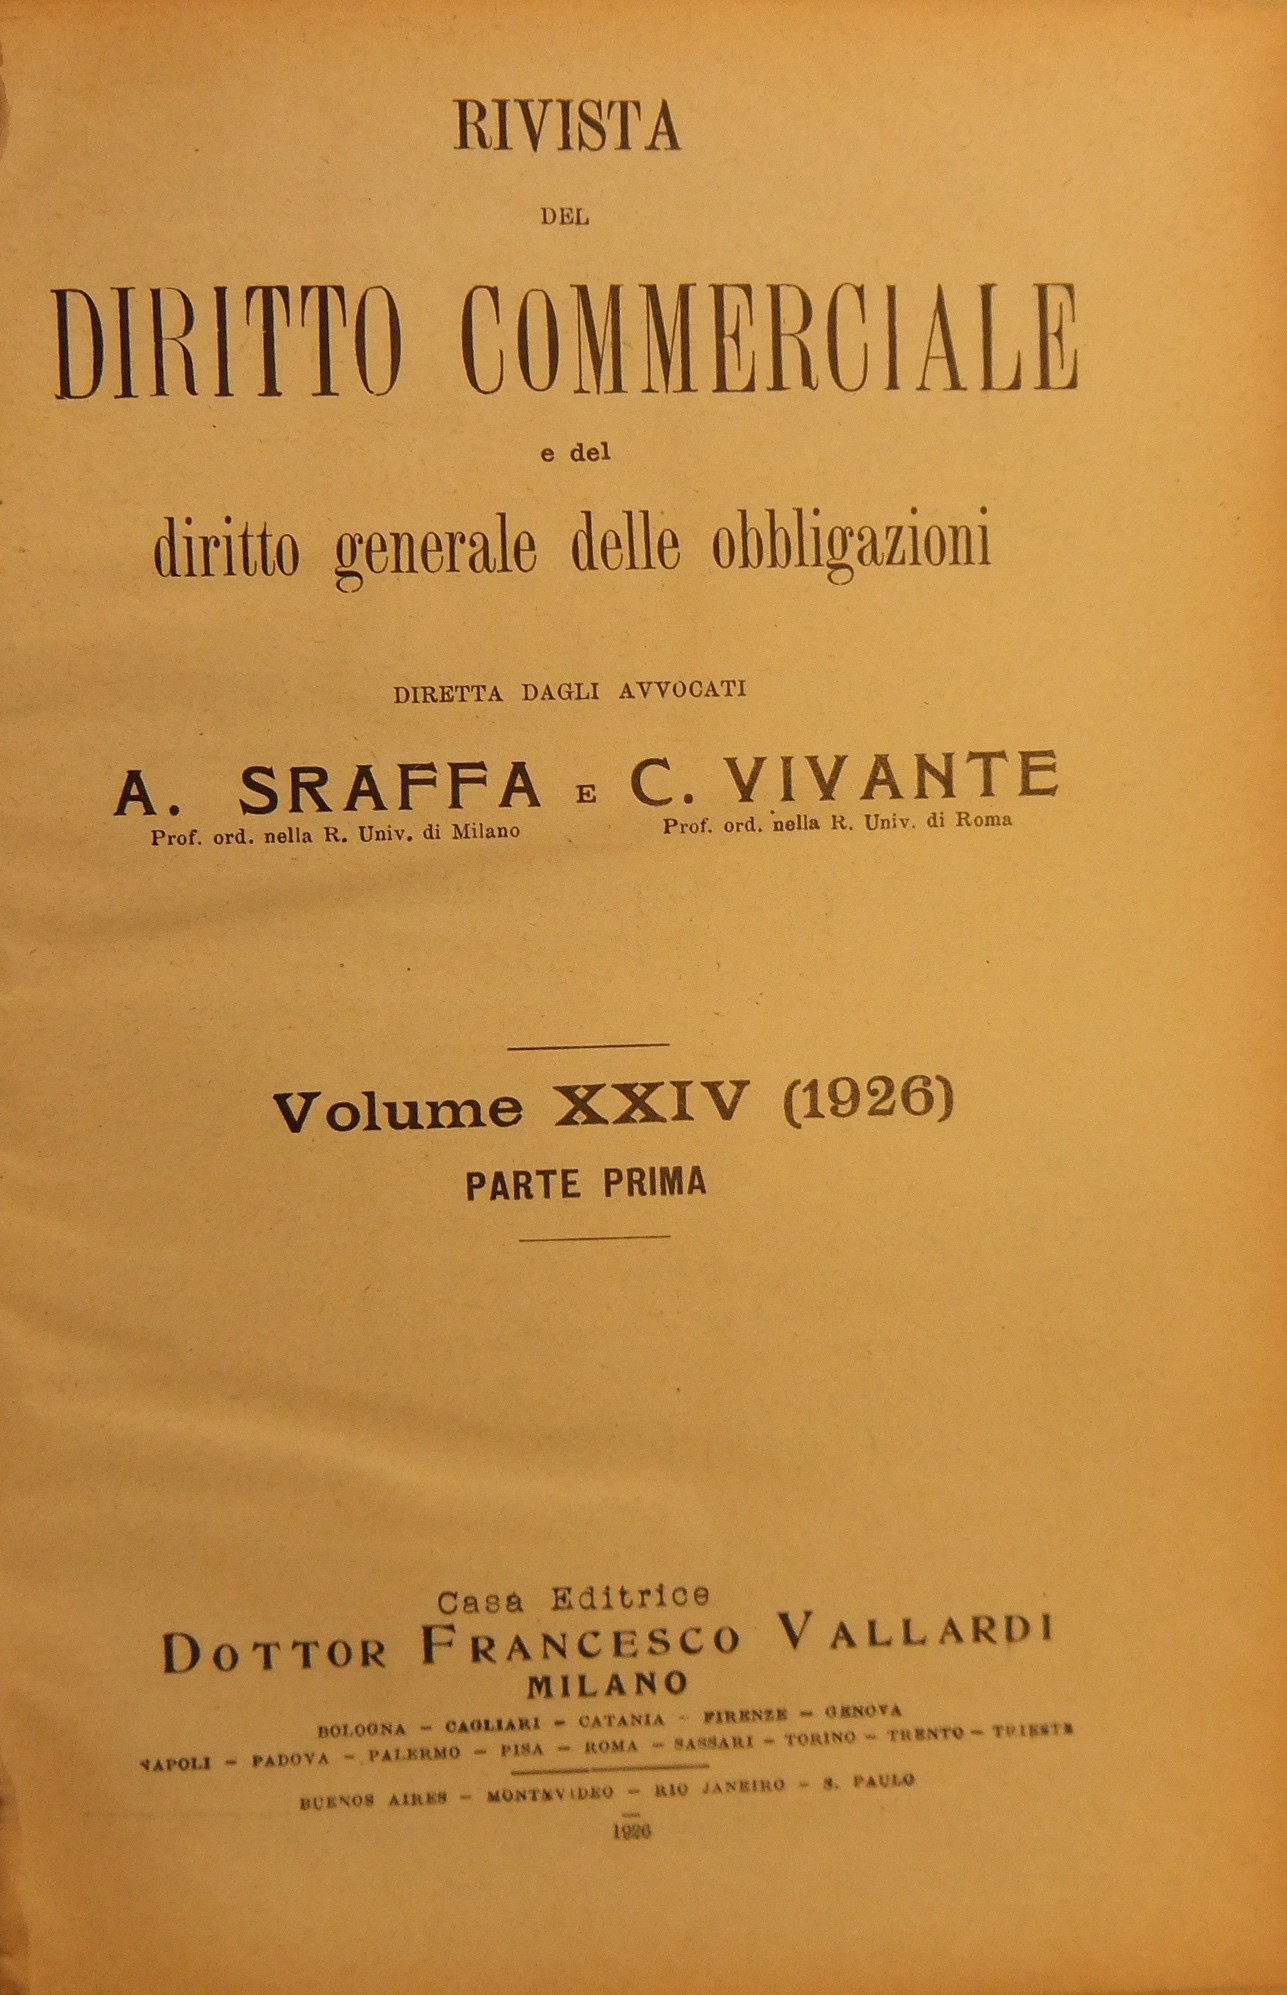 RIVISTA
DEL
DIRITTO COMMERCIALE
e del
diritto generale delle obbligazioni
DIRETTA DAGLI AVVOCATI
A. SRAFFA E C. VIVANTE
Prof. ord. nella R. Univ. di Milano Prof. ord. nella R. Univ. di Roma
Volume XXIV (1926)
PARTE PRIMA
Casa Editrice
DOTTOR FRANCESCO VALLARDI
MILANO
BOLOGNA - CAGLIARI - CATANIA - FIRENZE - GENOVA
NAPOLI - PADOVA - PALERMO - PISA - ROMA - SASSARI - TORINO - TRENTO - TRIESTE
BUENOS AIRES - MONTEVIDEO - RIO JANEIRO - S. PAULO
1926